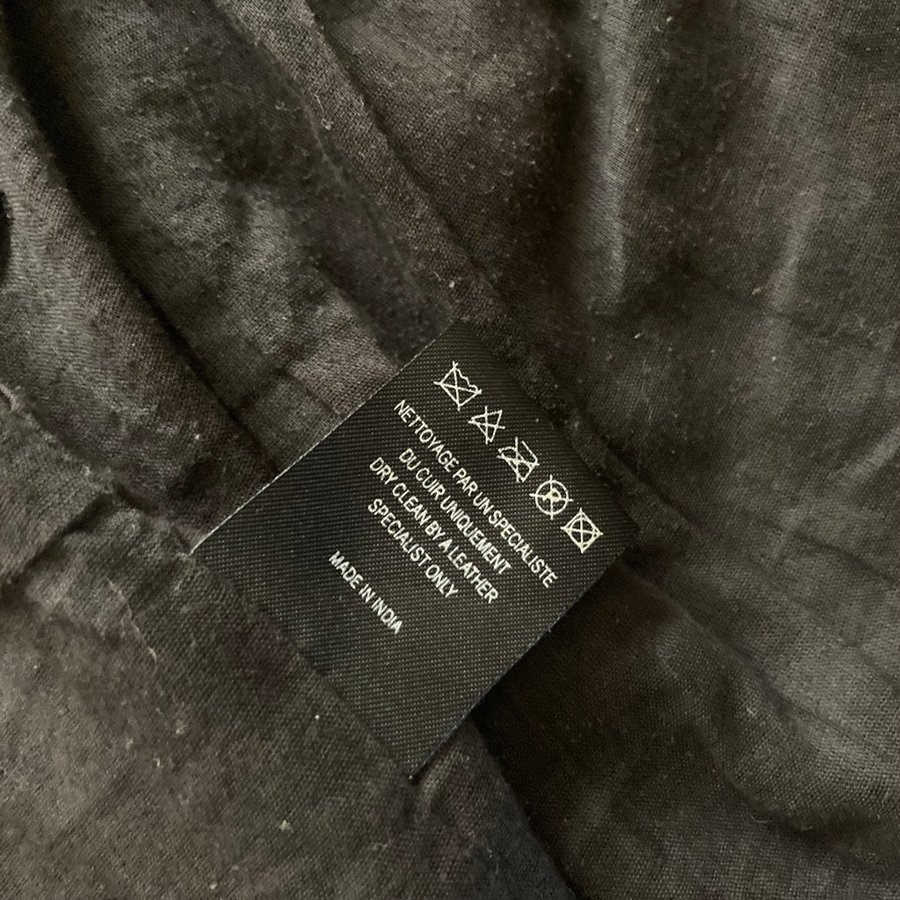 NETTOYAGE PAR UN SPECIALISTE
DU CUIR UNIQUEMENT
DRY CLEAN BY A LEATHER
SPECIALIST ONLY
MADE IN INDIA